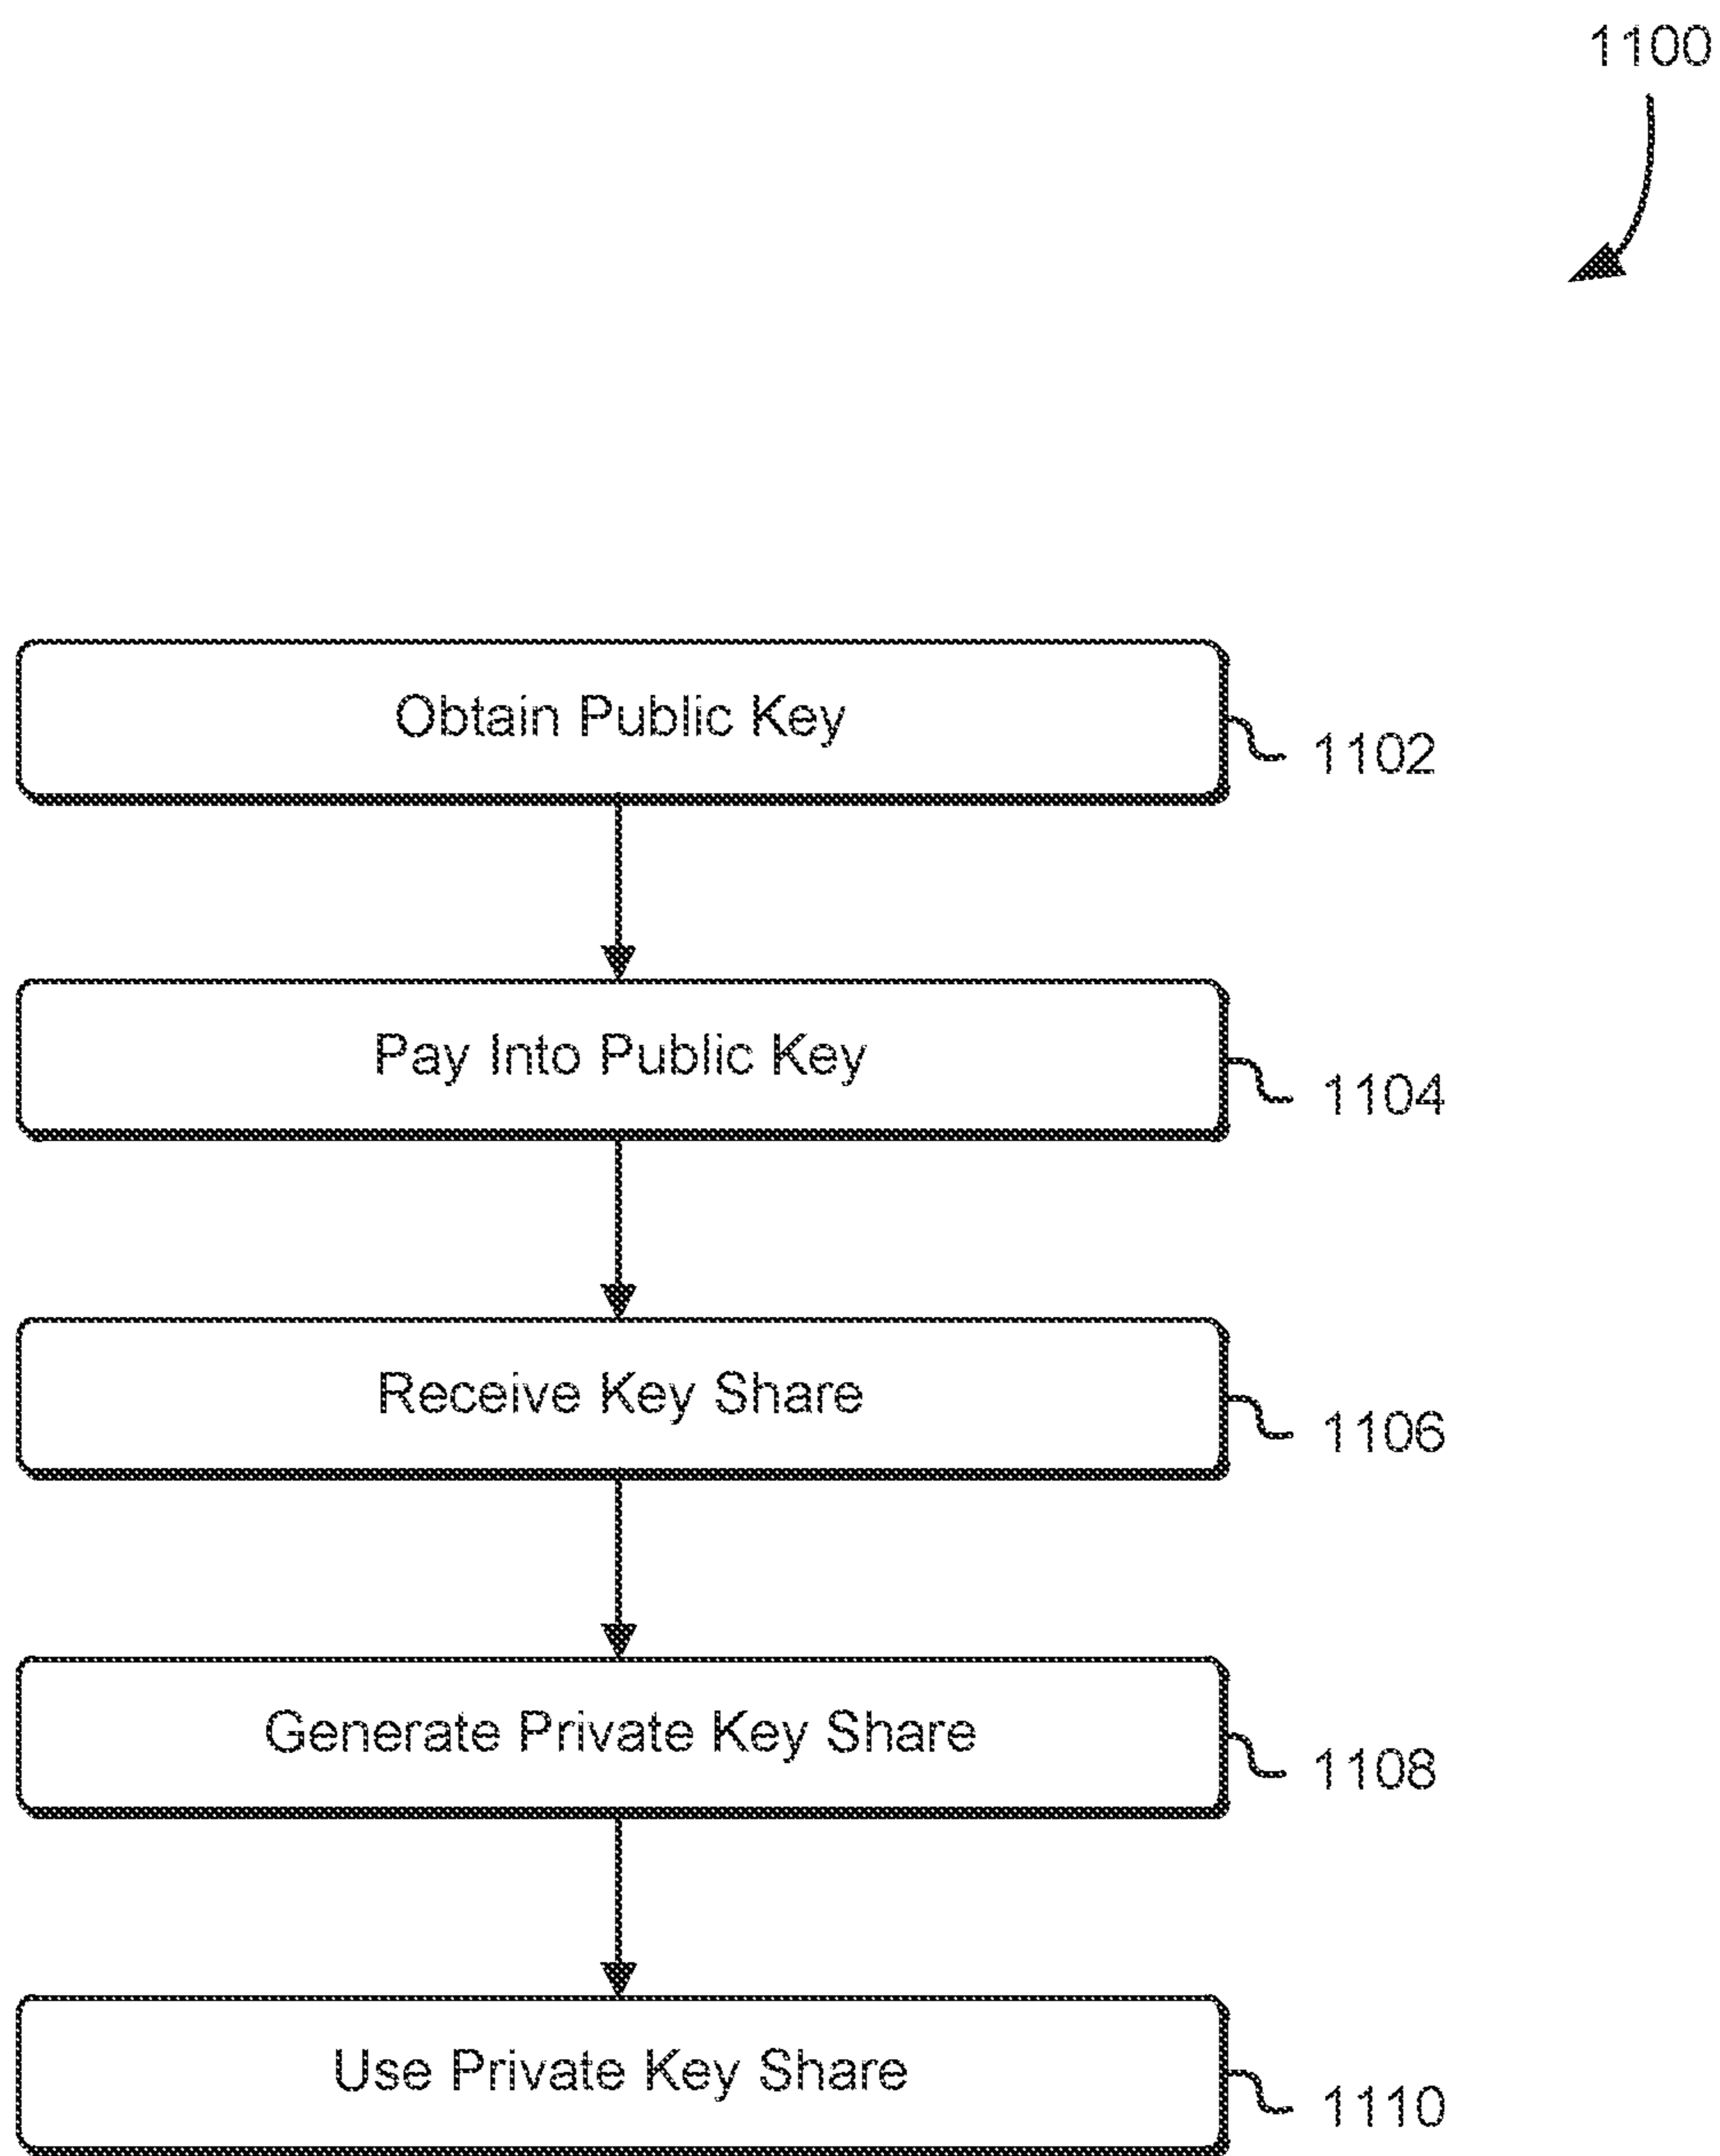 1100
Obtain Public Key
1102
Pay Into Public Key
1104
Receive Key Share
1106
Generate Private Key Share
1108
Use Private Key Share
1110